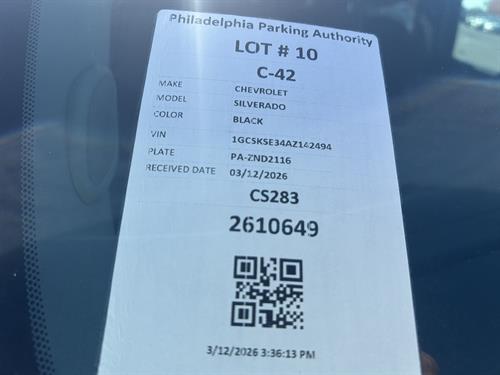 Philadelphia Parking Authority
LOT # 10
C-42
MAKE CHEVROLET
MODEL SILVERADO
COLOR BLACK
VIN 1GCSKSE34AZ142494
PLATE PA-ZND2116
RECEIVED DATE 03/12/2026
CS283
2610649
3/12/2026 3:36:13 PM